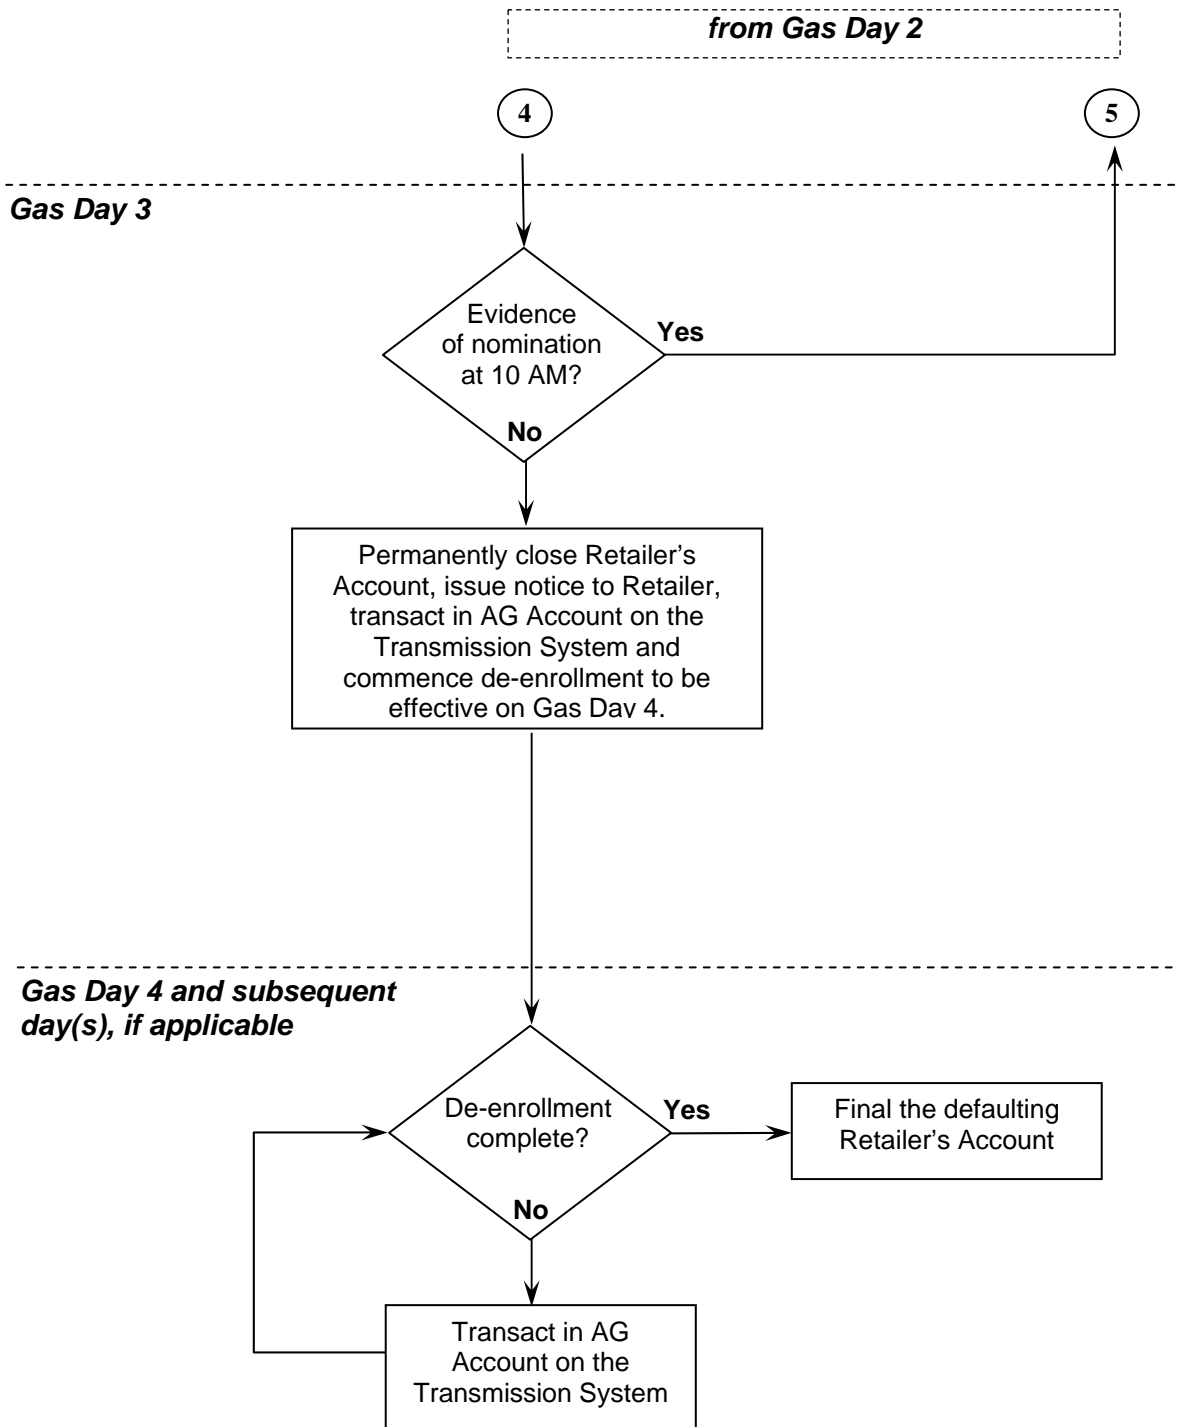 from Gas Day 2
4
5
Gas Day 3
Evidence
of nomination
at 10 AM?
Yes
No
Permanently close Retailer’s
Account, issue notice to Retailer,
transact in AG Account on the
Transmission System and
commence de-enrollment to be
effective on Gas Day 4.
Gas Day 4 and subsequent
day(s), if applicable
De-enrollment
complete?
Yes
No
Final the defaulting
Retailer’s Account
Transact in AG
Account on the
Transmission System